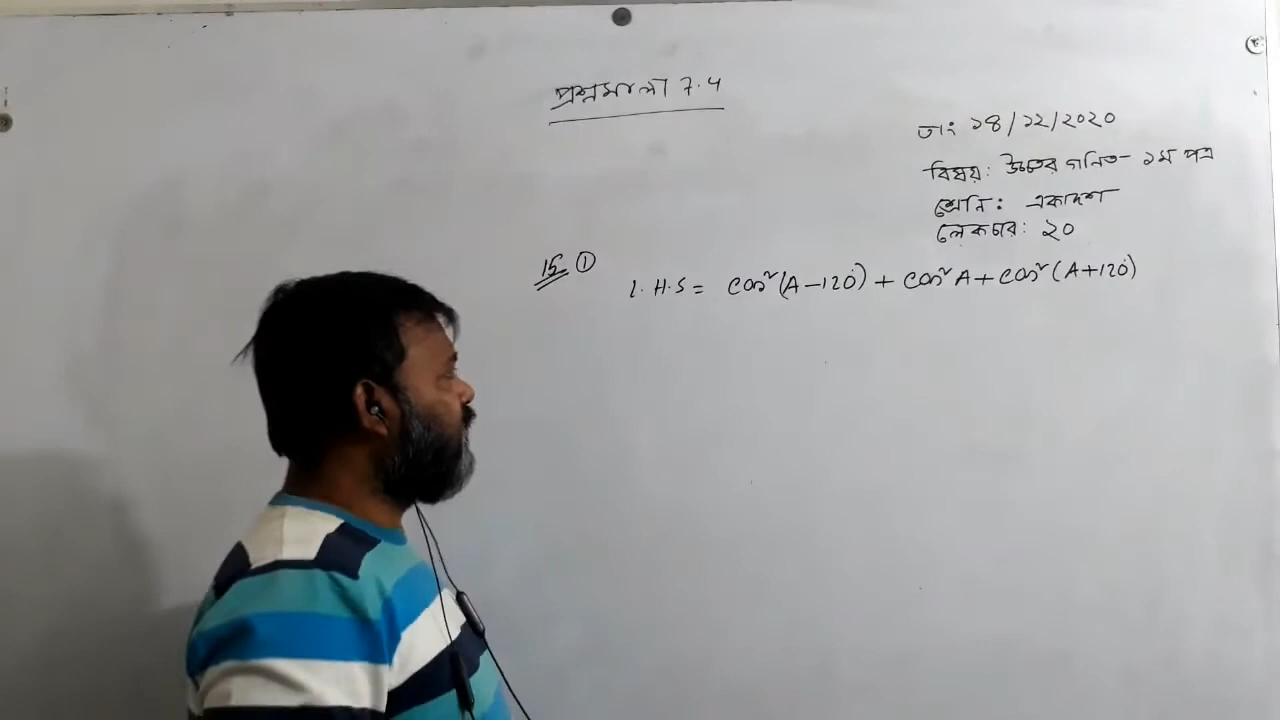 প্রশ্নমালা 7.4
তাং ১৪/১২/২০২০
বিষয়: উচ্চতর গনিত- ১ম পত্র
শ্রেনি: একাদশ
লেকচার: ২০
15 ① L.H.S = cos²(A-120°) + cos²A + cos²(A+120°)